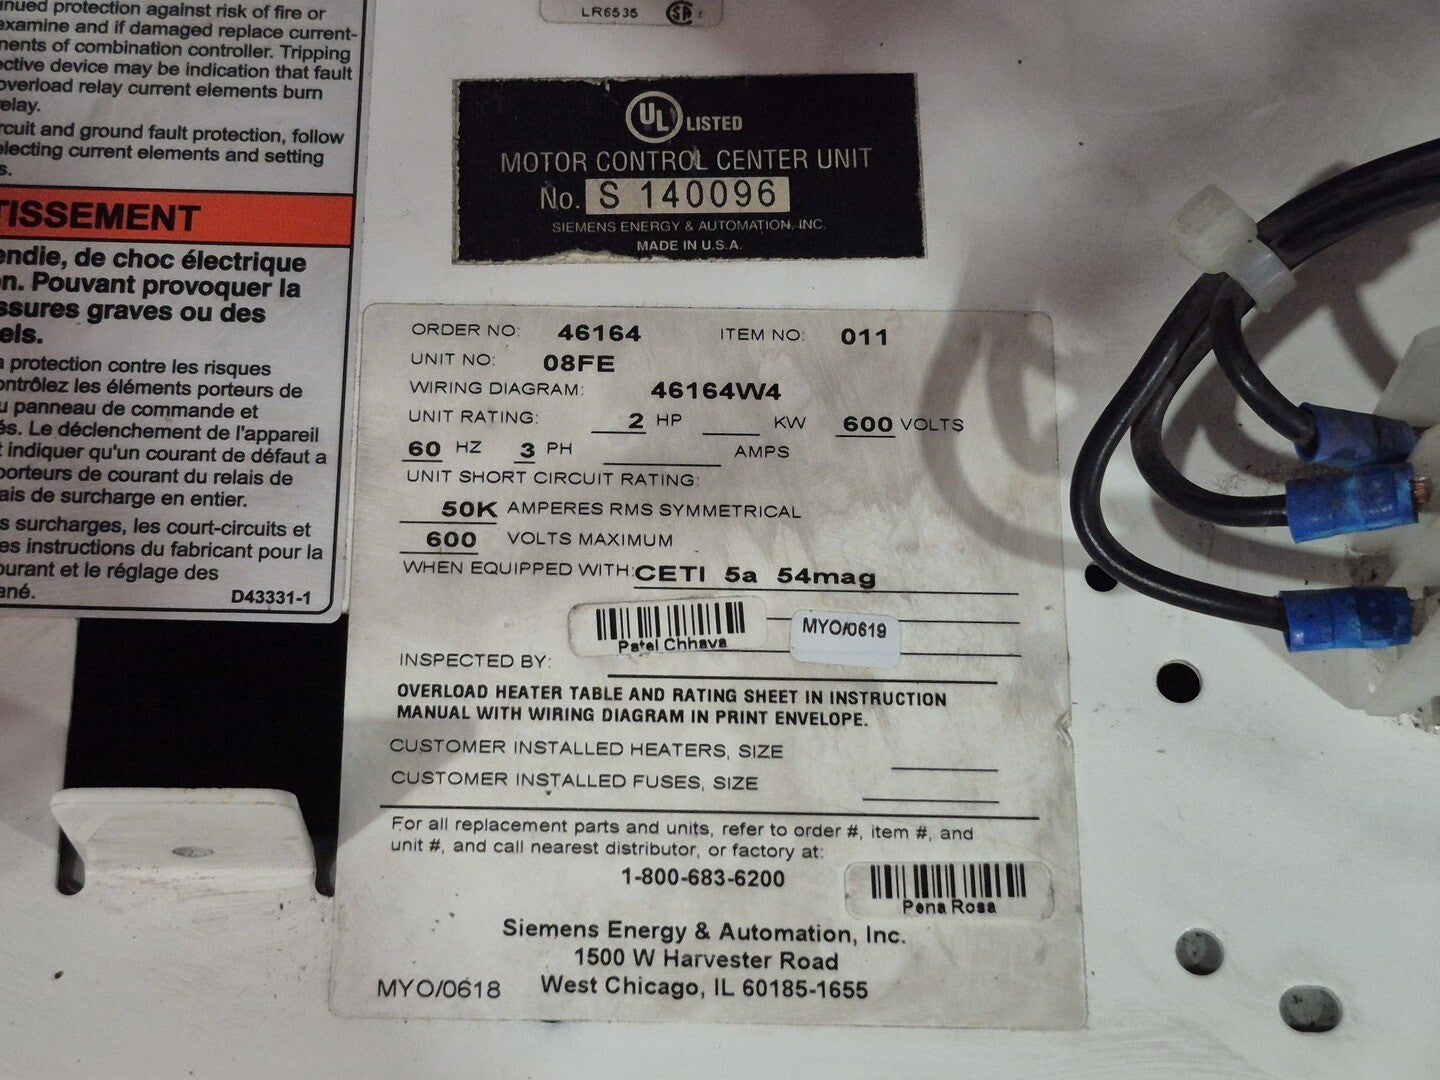 inued protection against risk of fire or
examine and if damaged replace current-
nents of combination controller. Tripping
ective device may be indication that fault
overload relay current elements burn
relay.
rcuit and ground fault protection, follow
electing current elements and setting
s.
TISSEMENT
endie, de choc électrique
on. Pouvant provoquer la
ssures graves ou des
els.
a protection contre les risques
ontrôlez les éléments porteurs de
u panneau de commande et
és. Le déclenchement de l'appareil
t indiquer qu'un courant de défaut a
porteurs de courant du relais de
ais de surcharge en entier.
s surcharges, les court-circuits et
es instructions du fabricant pour la
ourant et le réglage des
ané.
D43331-1
LR6535 SA
UL LISTED
MOTOR CONTROL CENTER UNIT
No. S 140096
SIEMENS ENERGY & AUTOMATION, INC.
MADE IN U.S.A.
ORDER NO: 46164 ITEM NO: 011
UNIT NO: 08FE
WIRING DIAGRAM: 46164W4
UNIT RATING: 2 HP KW 600 VOLTS
60 HZ 3 PH AMPS
UNIT SHORT CIRCUIT RATING:
50K AMPERES RMS SYMMETRICAL
600 VOLTS MAXIMUM
WHEN EQUIPPED WITH: CETI 5a 54mag
Patel Chhava
MYO/0619
INSPECTED BY:
OVERLOAD HEATER TABLE AND RATING SHEET IN INSTRUCTION
MANUAL WITH WIRING DIAGRAM IN PRINT ENVELOPE.
CUSTOMER INSTALLED HEATERS, SIZE
CUSTOMER INSTALLED FUSES, SIZE
For all replacement parts and units, refer to order #, item #, and
unit #, and call nearest distributor, or factory at:
1-800-683-6200
Pena Rosa
Siemens Energy & Automation, Inc.
1500 W Harvester Road
West Chicago, IL 60185-1655
MYO/0618